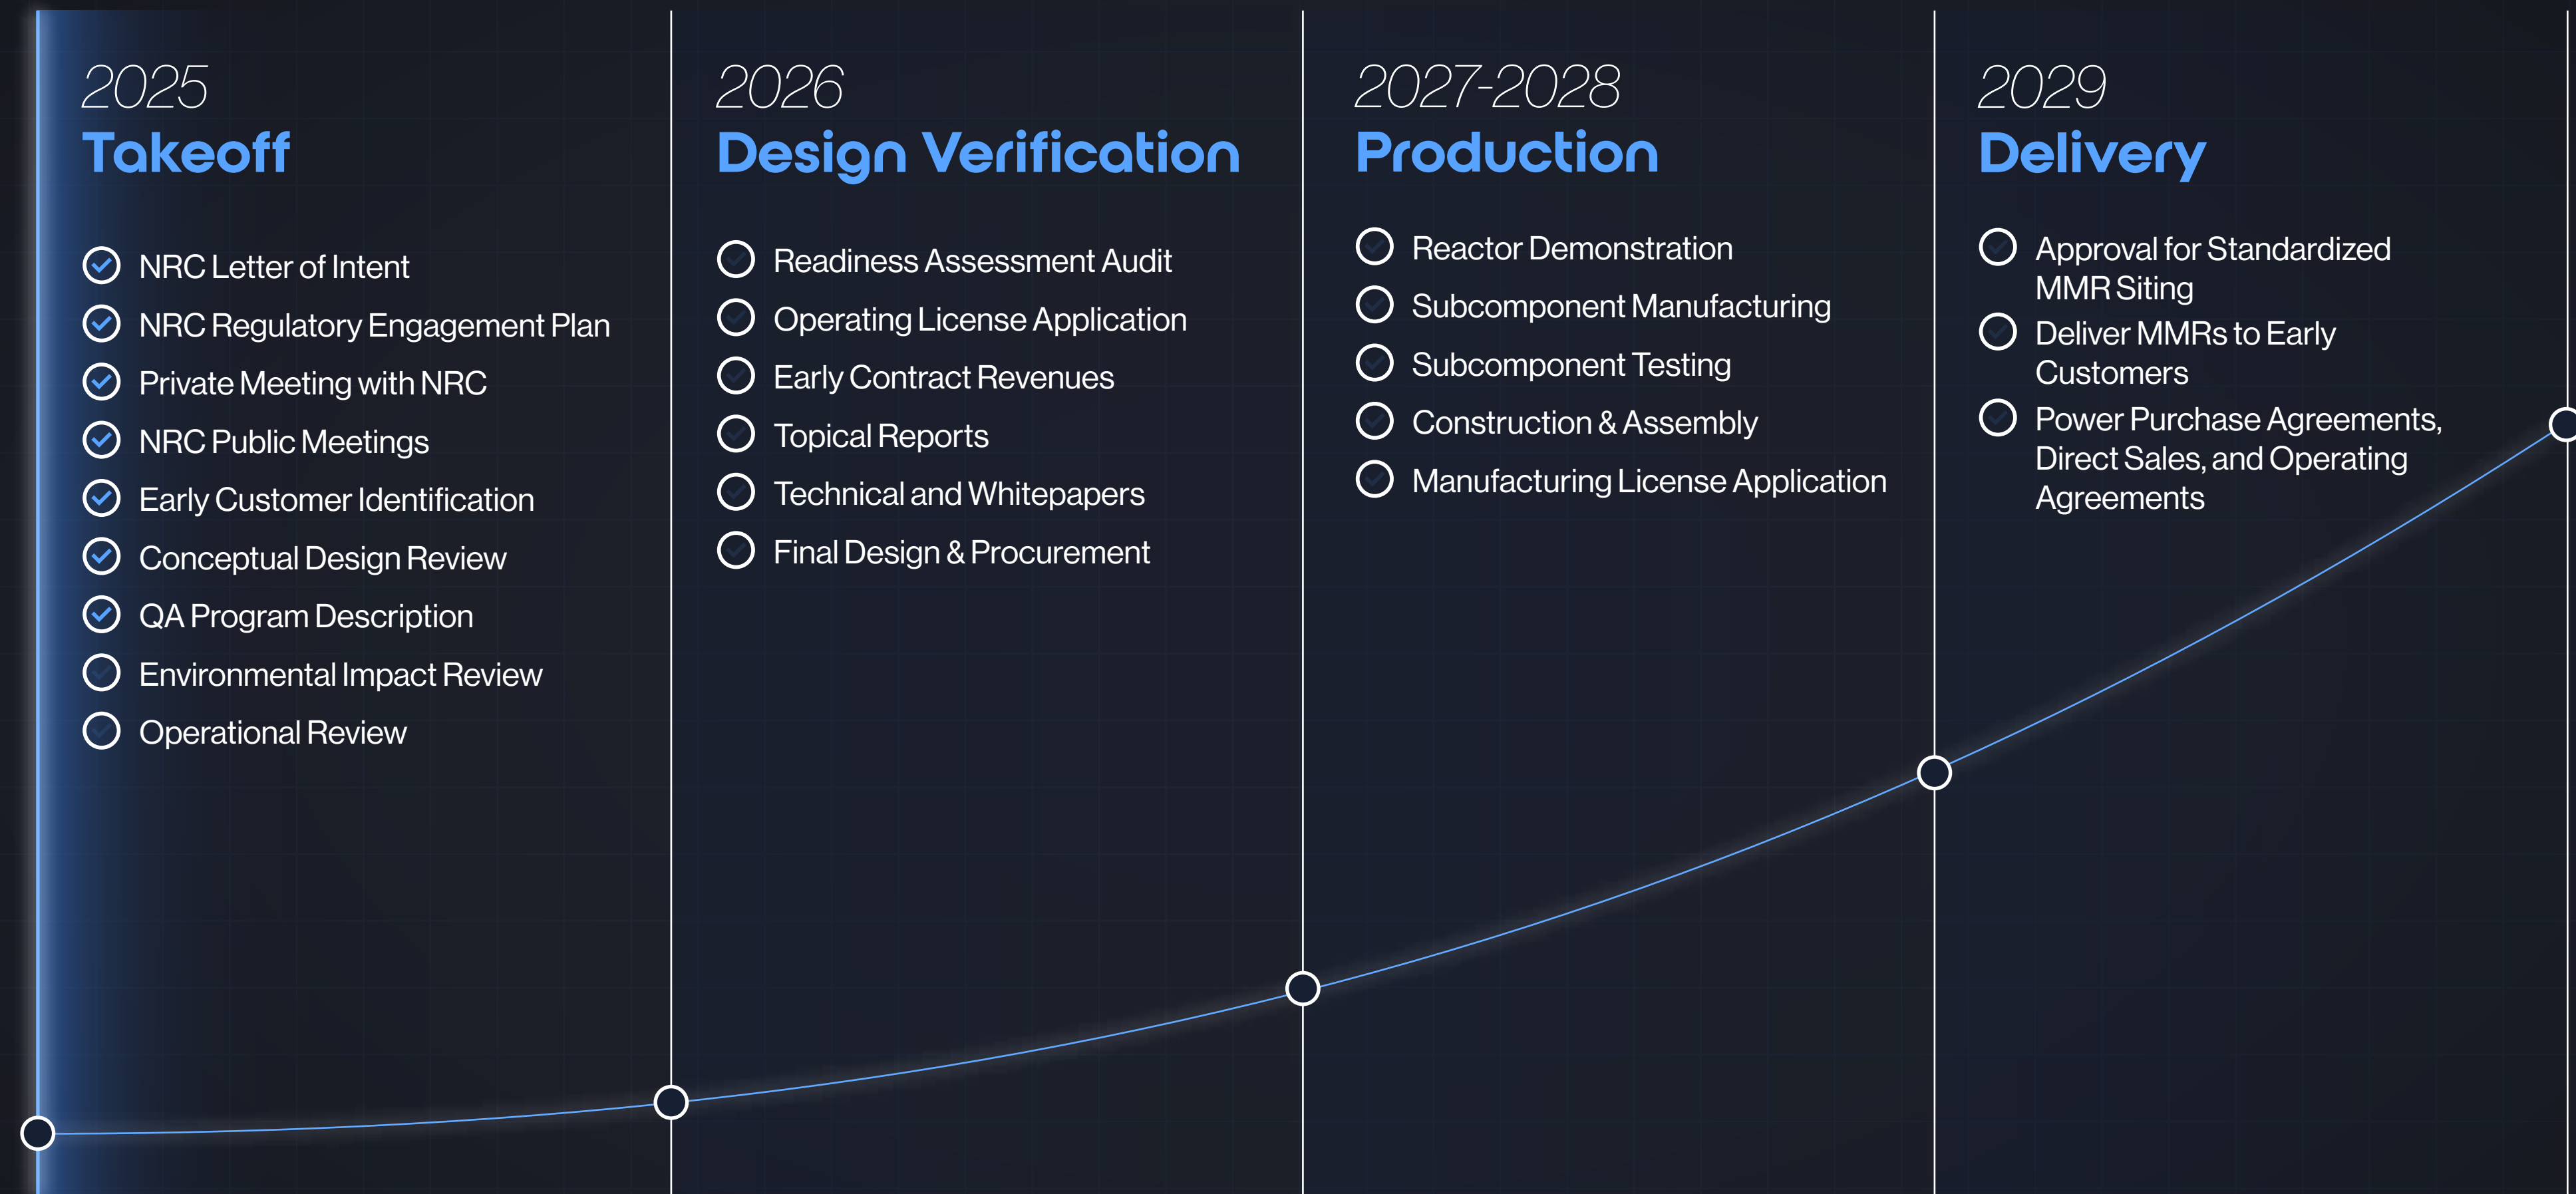 2025
Takeoff
NRC Letter of Intent
NRC Regulatory Engagement Plan
Private Meeting with NRC
NRC Public Meetings
Early Customer Identification
Conceptual Design Review
QA Program Description
Environmental Impact Review
Operational Review
2026
Design Verification
Readiness Assessment Audit
Operating License Application
Early Contract Revenues
Topical Reports
Technical and Whitepapers
Final Design & Procurement
2027-2028
Production
Reactor Demonstration
Subcomponent Manufacturing
Subcomponent Testing
Construction & Assembly
Manufacturing License Application
2029
Delivery
Approval for Standardized
MMR Siting
Deliver MMRs to Early
Customers
Power Purchase Agreements,
Direct Sales, and Operating
Agreements